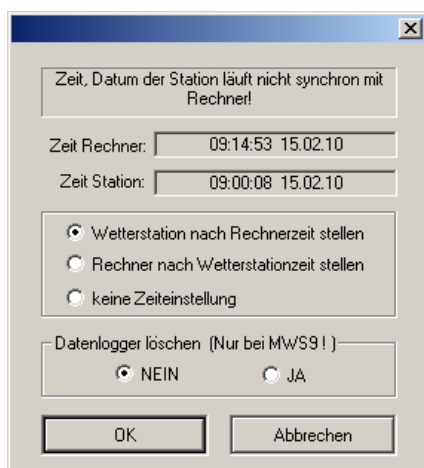 Zeit, Datum der Station läuft nicht synchron mit
Rechner!
Zeit Rechner: 09:14:53 15.02.10
Zeit Station: 09:00:08 15.02.10
Wetterstation nach Rechnerzeit stellen
Rechner nach Wetterstationzeit stellen
keine Zeiteinstellung
Datenlogger löschen (Nur bei MWS9 ! )
NEIN JA
OK Abbrechen